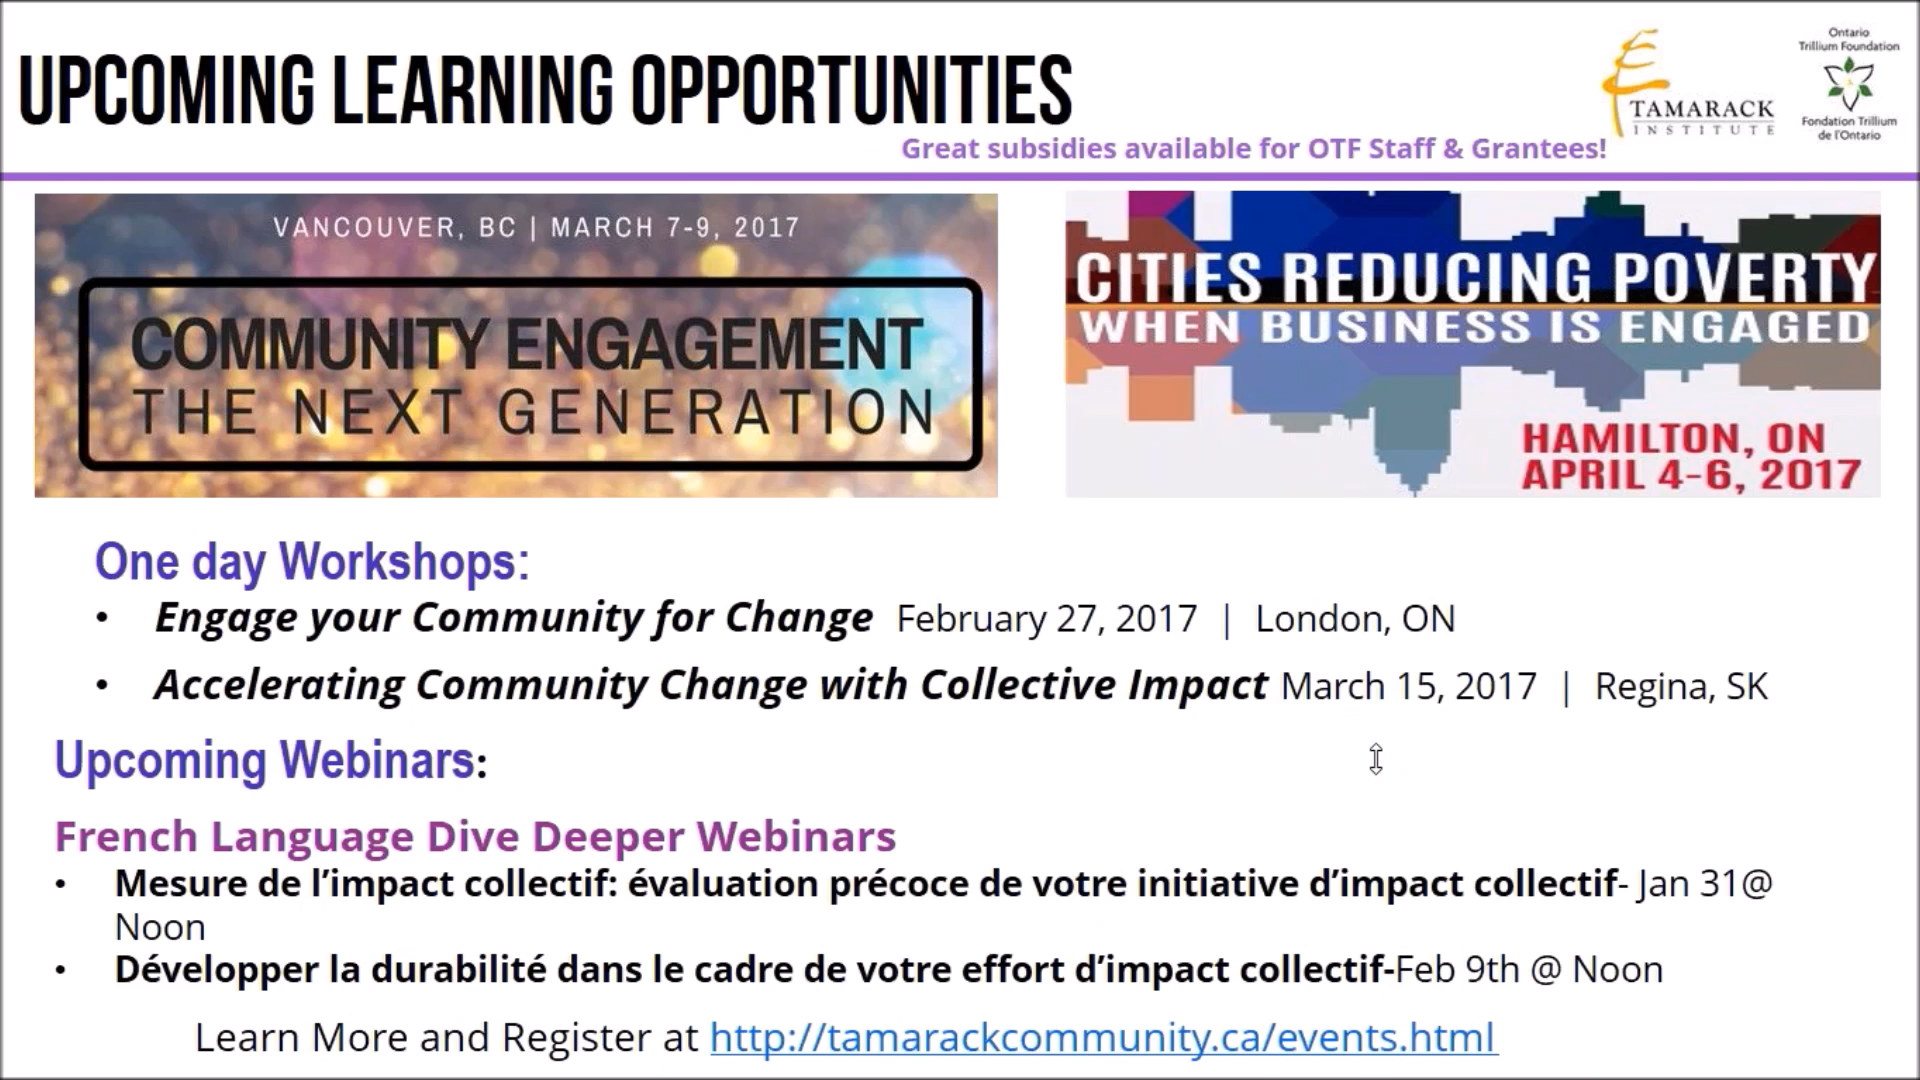 UPCOMING LEARNING OPPORTUNITIES
TAMARACK
INSTITUTE
Ontario
Trillium Foundation
Fondation Trillium
de l'Ontario
Great subsidies available for OTF Staff & Grantees!
VANCOUVER, BC | MARCH 7-9, 2017
COMMUNITY ENGAGEMENT
THE NEXT GENERATION
CITIES REDUCING POVERTY
WHEN BUSINESS IS ENGAGED
HAMILTON, ON
APRIL 4-6, 2017
One day Workshops:
• Engage your Community for Change February 27, 2017 | London, ON
• Accelerating Community Change with Collective Impact March 15, 2017 | Regina, SK
Upcoming Webinars:
French Language Dive Deeper Webinars
• Mesure de l’impact collectif: évaluation précoce de votre initiative d’impact collectif- Jan 31@
Noon
• Développer la durabilité dans le cadre de votre effort d’impact collectif-Feb 9th @ Noon
Learn More and Register at http://tamarackcommunity.ca/events.html